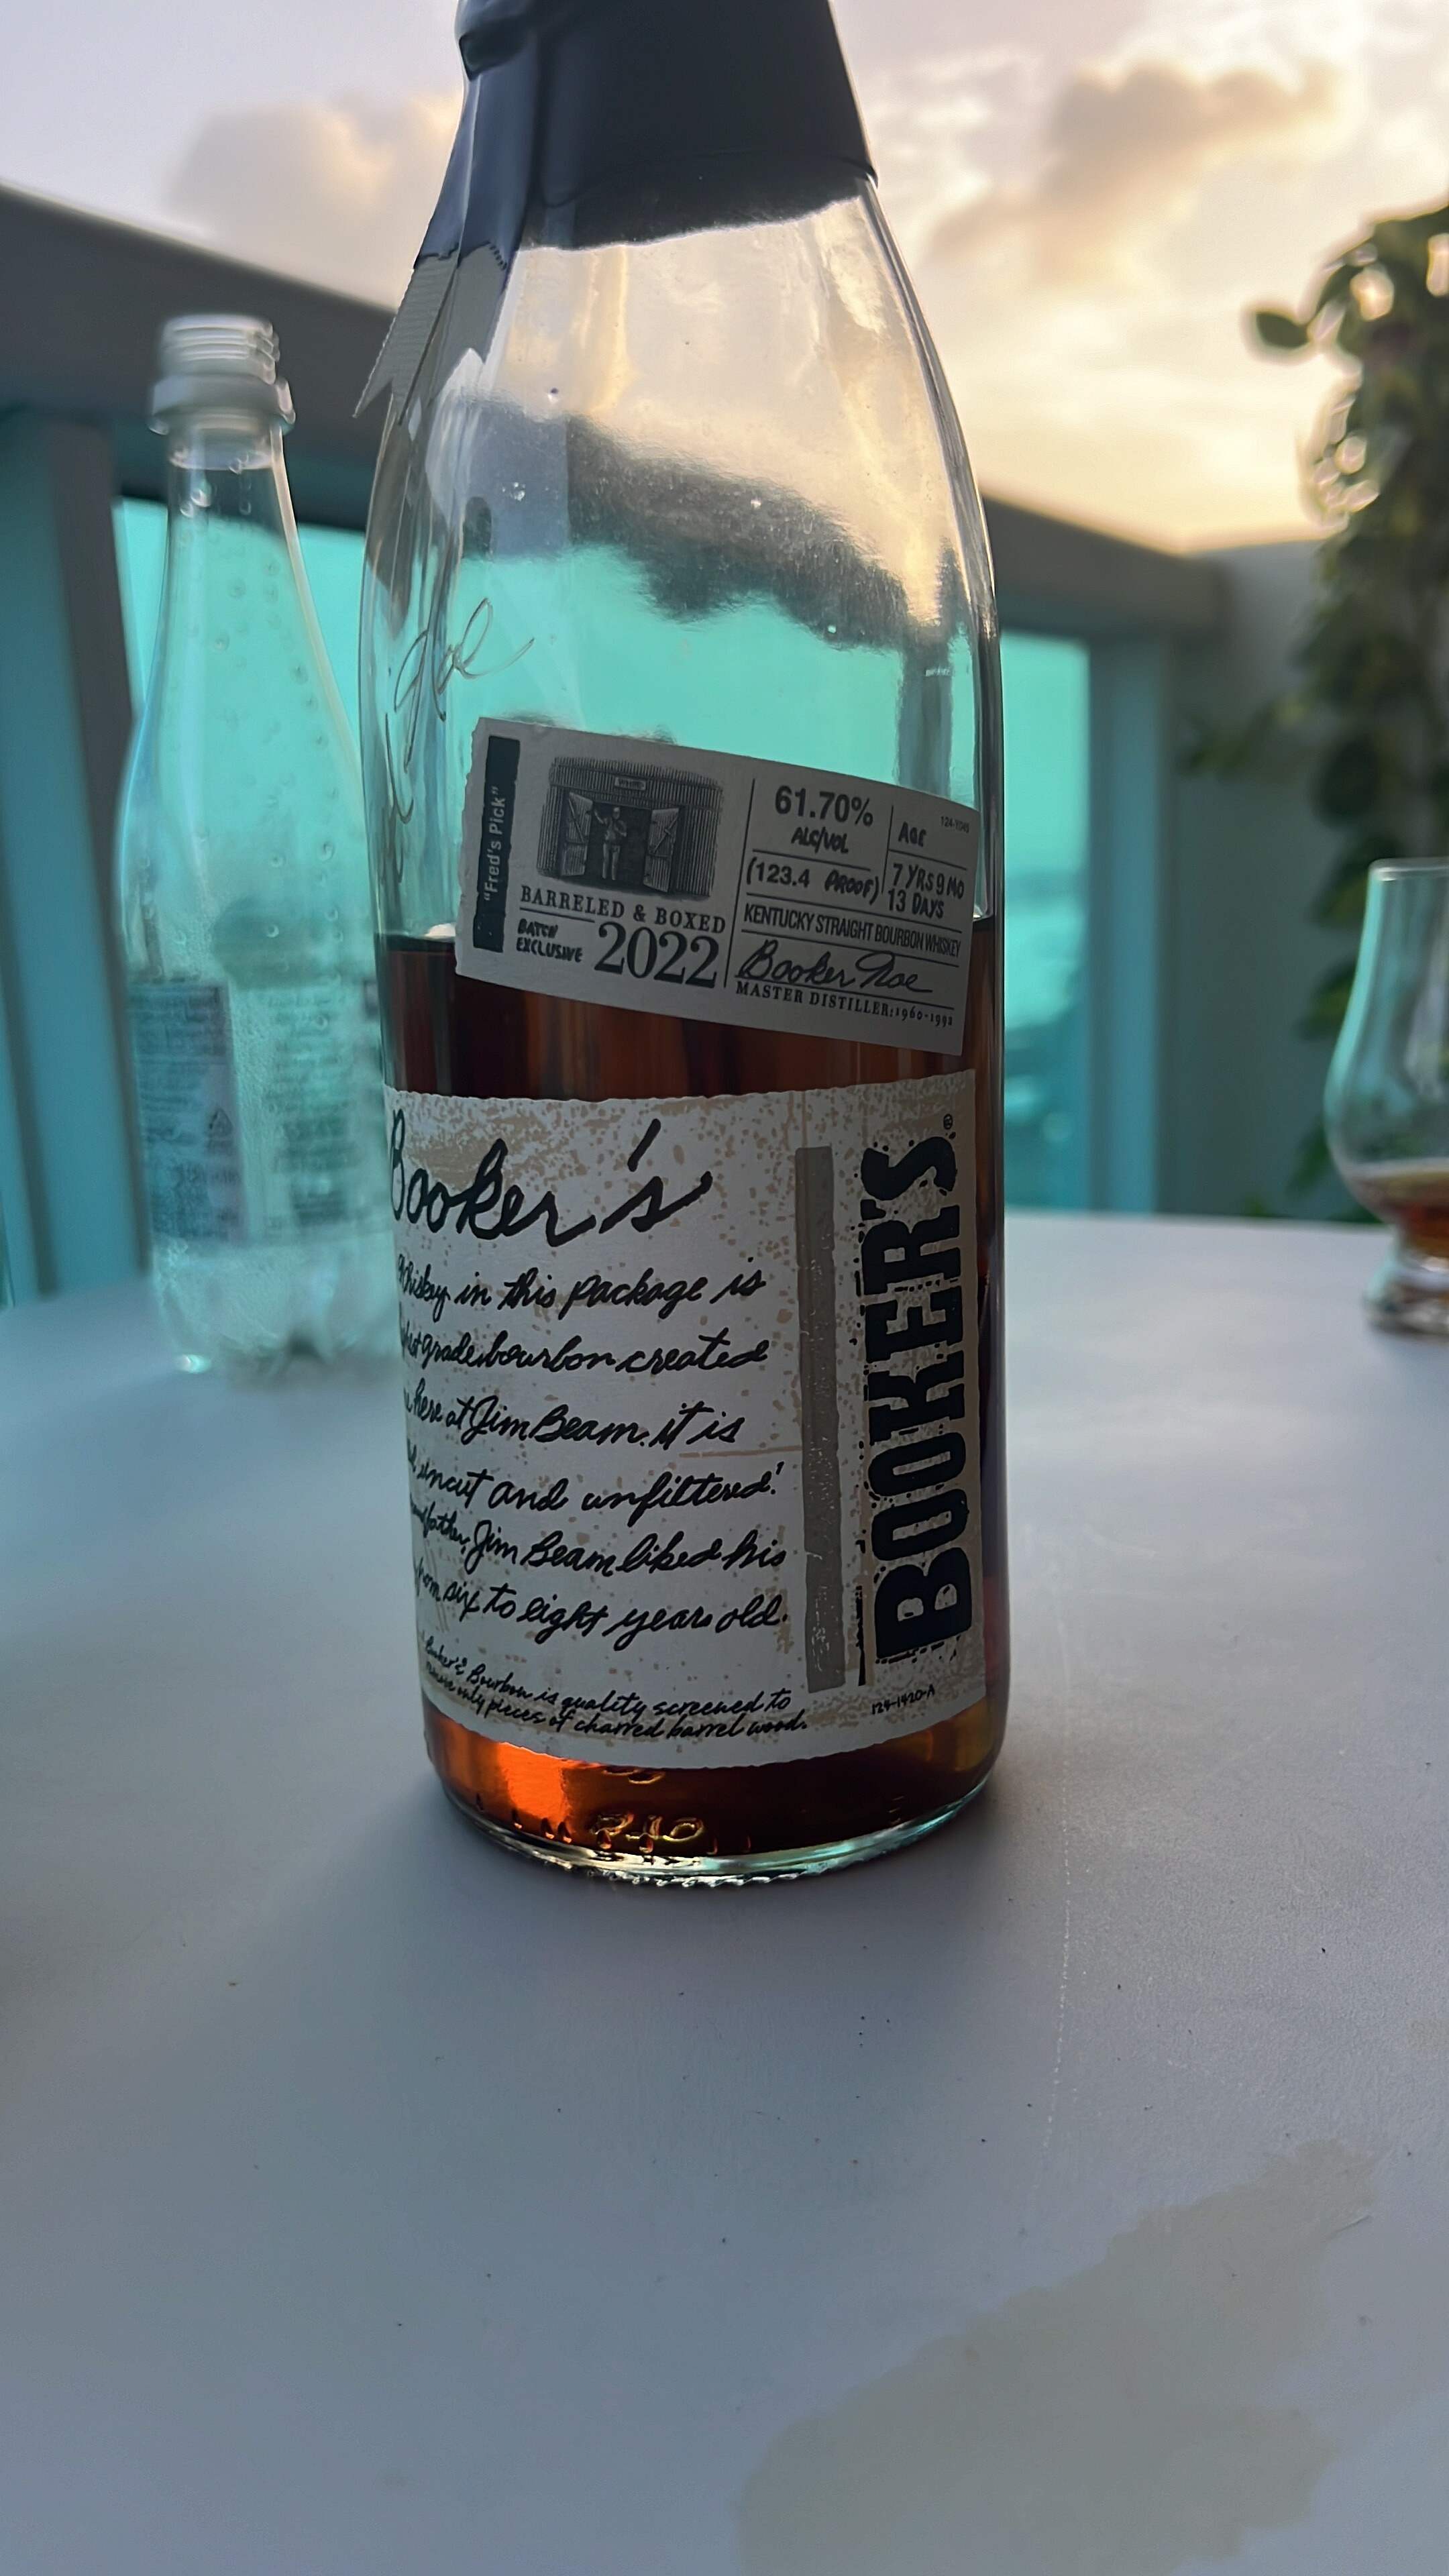 "Fred's Pick"
BARRELED & BOXED
BATCH
EXCLUSIVE
2022
61.70%
ALC/VOL
(123.4 PROOF)
AGE
7 YRS 9 MO
13 DAYS
KENTUCKY STRAIGHT BOURBON WHISKEY
Booker Noe
MASTER DISTILLER: 1960-1992
Booker's
Whiskey in this package is
grade bourbon created
here at Jim Beam. it is
uncut and unfiltered!
Jim Beam liked his
from six to eight years old.
Booker's® Bourbon is quality screened to
remove only pieces of charred barrel wood.
BOOKER'S®
124-1420-A